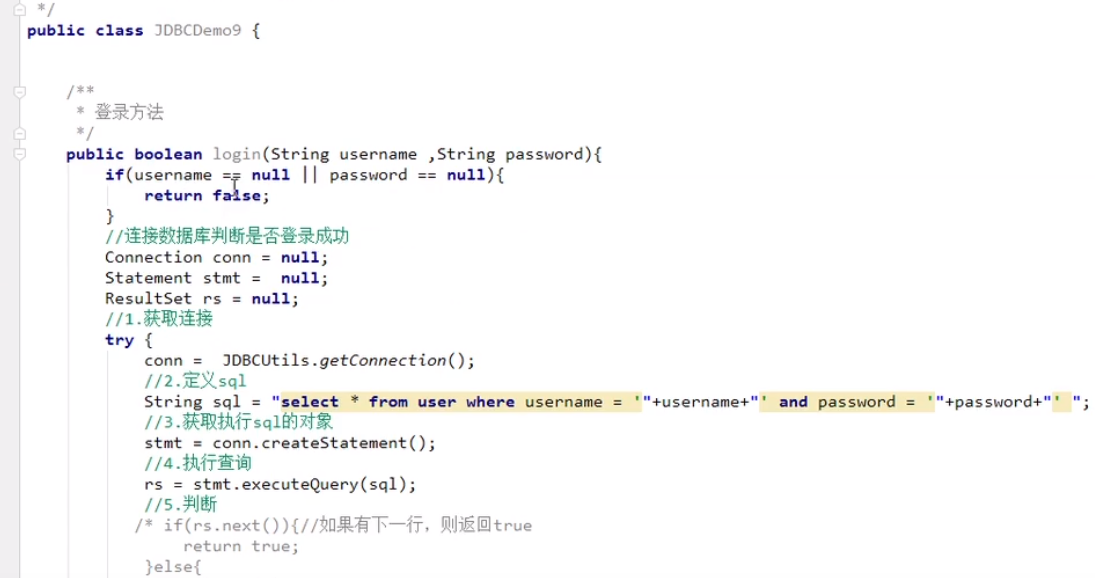 */
public class JDBCDemo9 {
/**
* 登录方法
*/
public boolean login(String username ,String password){
if(username == null || password == null){
return false;
}
//连接数据库判断是否登录成功
Connection conn = null;
Statement stmt =  null;
ResultSet rs = null;
//1.获取连接
try {
conn =  JDBCUtils.getConnection();
//2.定义sql
String sql = "select * from user where username = '"+username+"' and password = '"+password+"' ";
//3.获取执行sql的对象
stmt = conn.createStatement();
//4.执行查询
rs = stmt.executeQuery(sql);
//5.判断
/* if(rs.next()){//如果有下一行，则返回true
return true;
}else{